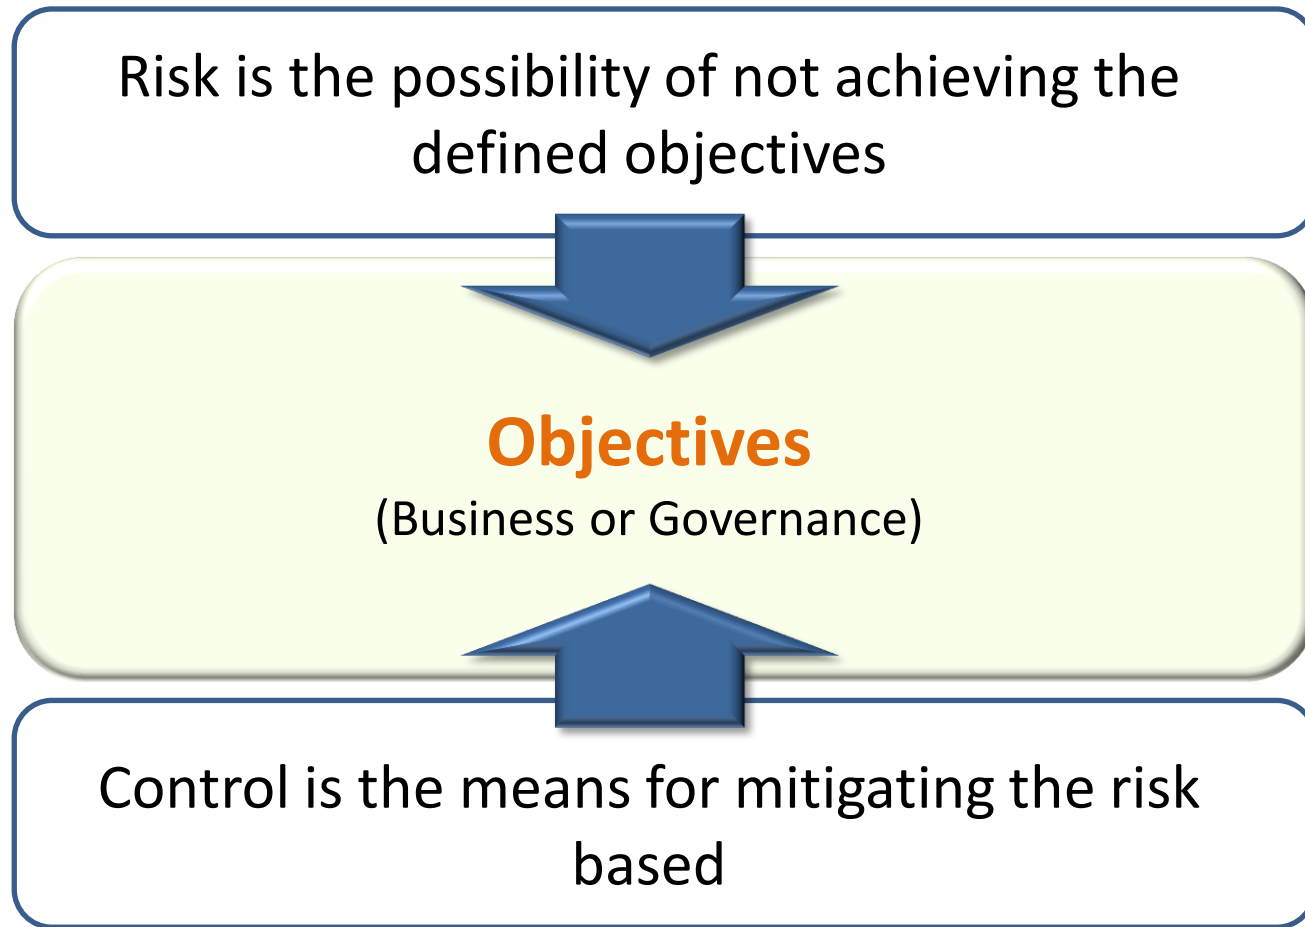 Risk is the possibility of not achieving the
defined objectives
Objectives
(Business or Governance)
Control is the means for mitigating the risk
based